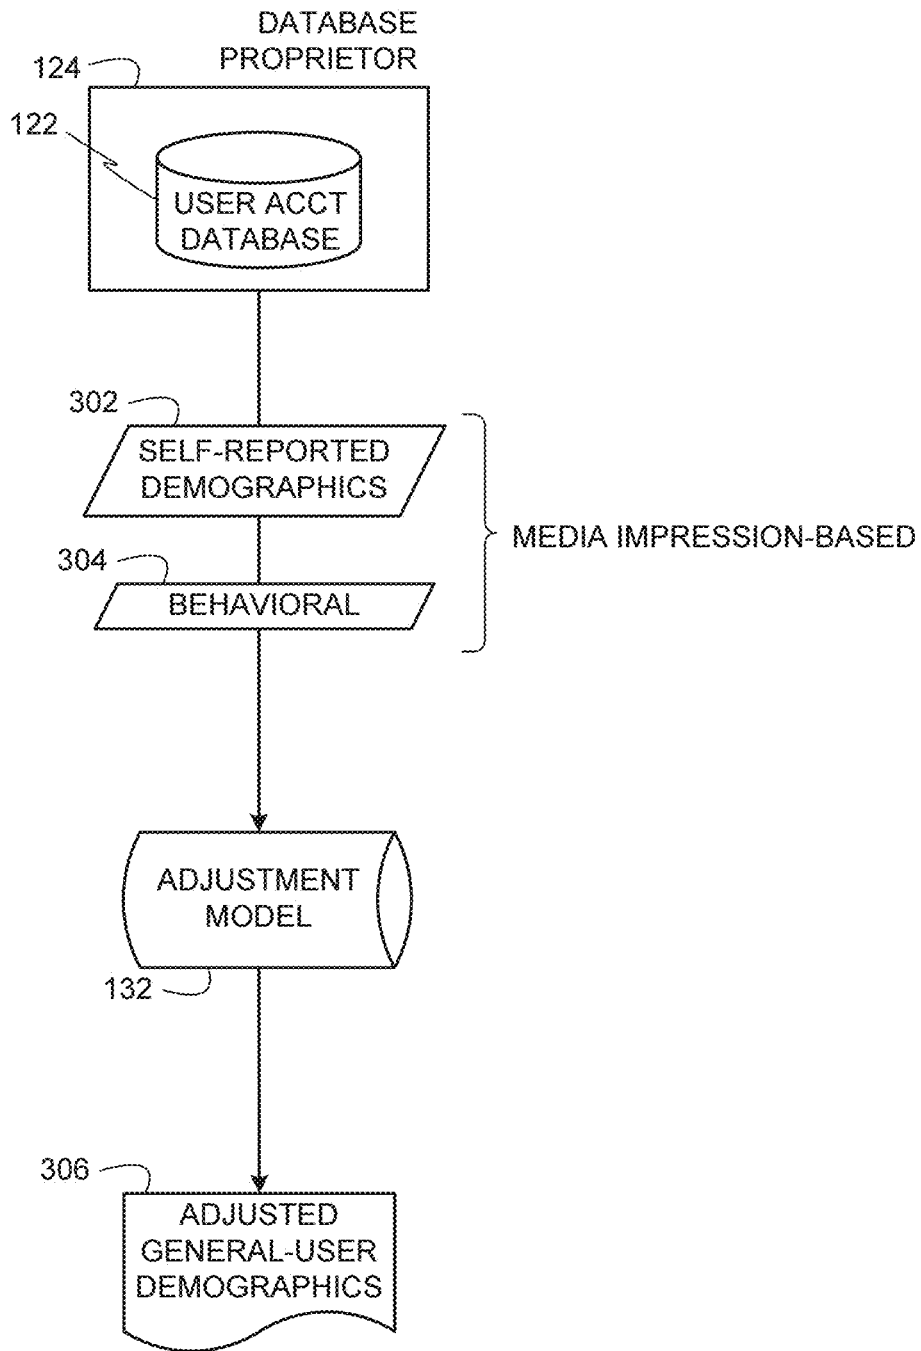 DATABASE
PROPRIETOR
124
122
USER ACCT
DATABASE
302
SELF-REPORTED
DEMOGRAPHICS
MEDIA IMPRESSION-BASED
304
BEHAVIORAL
ADJUSTMENT
MODEL
132
306
ADJUSTED
GENERAL-USER
DEMOGRAPHICS